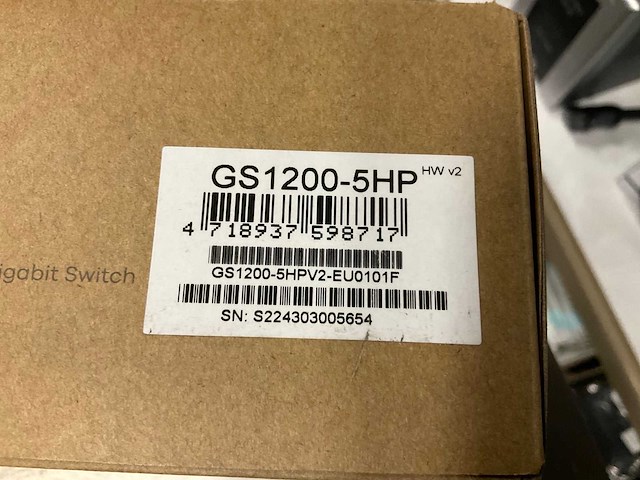 GS1200-5HP HW v2
4 718937 598717
GS1200-5HPV2-EU0101F
SN: S224303005654
igabit Switch